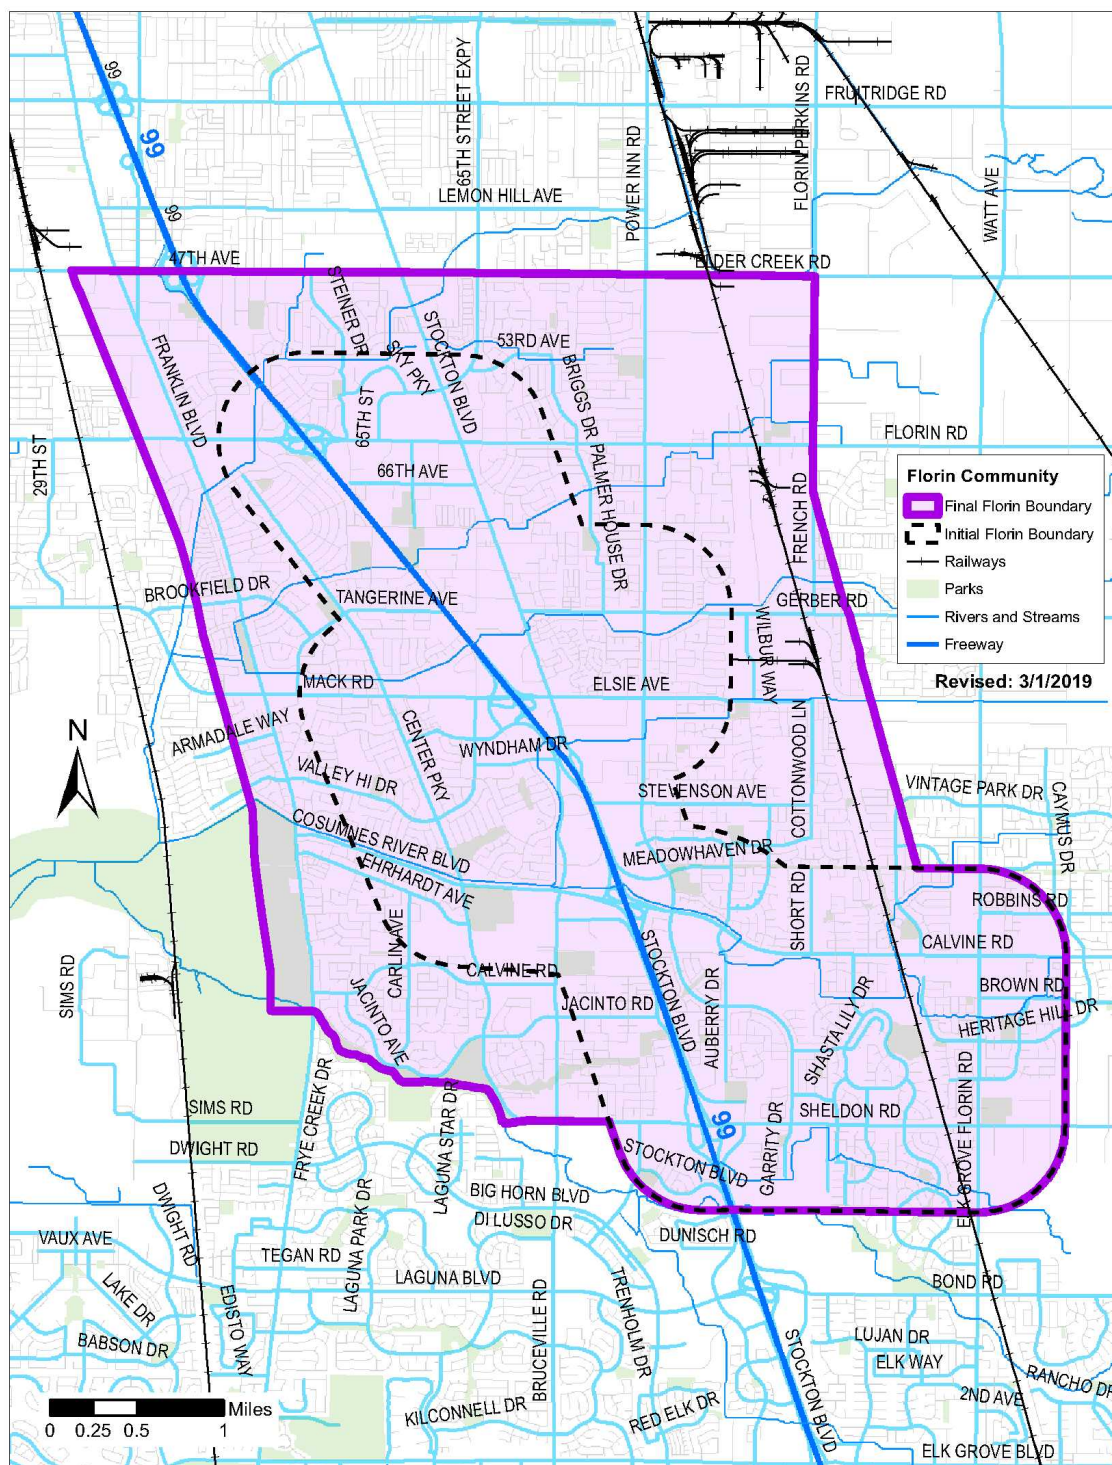 99
99
65TH STREET EXPY
POWER INN RD
FLORIN PERKINS RD
FRUITRIDGE RD
WATT AVE
99
LEMON HILL AVE
47TH AVE
ELDER CREEK RD
STEINER DR
SKY PKY
STOCKTON BLVD
53RD AVE
BRIGGS DR
FRANKLIN BLVD
65TH ST
29TH ST
66TH AVE
PALMER HOUSE DR
FLORIN RD
FRENCH RD
Florin Community
Final Florin Boundary
Initial Florin Boundary
Railways
Parks
Rivers and Streams
Freeway
Revised: 3/1/2019
BROOKFIELD DR
TANGERINE AVE
GERBER RD
WILBUR WAY
MACK RD
ELSIE AVE
N
ARMADALE WAY
CENTER PKY
WYNDHAM DR
COTTONWOOD LN
VALLEY HI DR
STEVENSON AVE
VINTAGE PARK DR
CAYMUS DR
COSUMNES RIVER BLVD
EHRHARDT AVE
MEADOWHAVEN DR
SHORT RD
ROBBINS RD
CARLIN AVE
CALVINE RD
STOCKTON BLVD
CALVINE RD
SIMS RD
JACINTO AVE
JACINTO RD
AUBERRY DR
SHASTA LILY DR
BROWN RD
HERITAGE HILL DR
SIMS RD
FRYE CREEK DR
LAGUNA STAR DR
SHELDON RD
ELK GROVE FLORIN RD
DWIGHT RD
99
STOCKTON BLVD
GARRITY DR
DWIGHT RD
LAGUNA PARK DR
BIG HORN BLVD
DI LUSSO DR
DUNISCH RD
VAUX AVE
TEGAN RD
LAGUNA BLVD
BOND RD
LAKE DR
EDISTO WAY
BRUCEVILLE RD
TRENHOLM DR
BABSON DR
STOCKTON BLVD
LUJAN DR
ELK WAY
RANCHO DR
2ND AVE
KILCONNELL DR
RED ELK DR
ELK GROVE BLVD
Miles
0 0.25 0.5 1